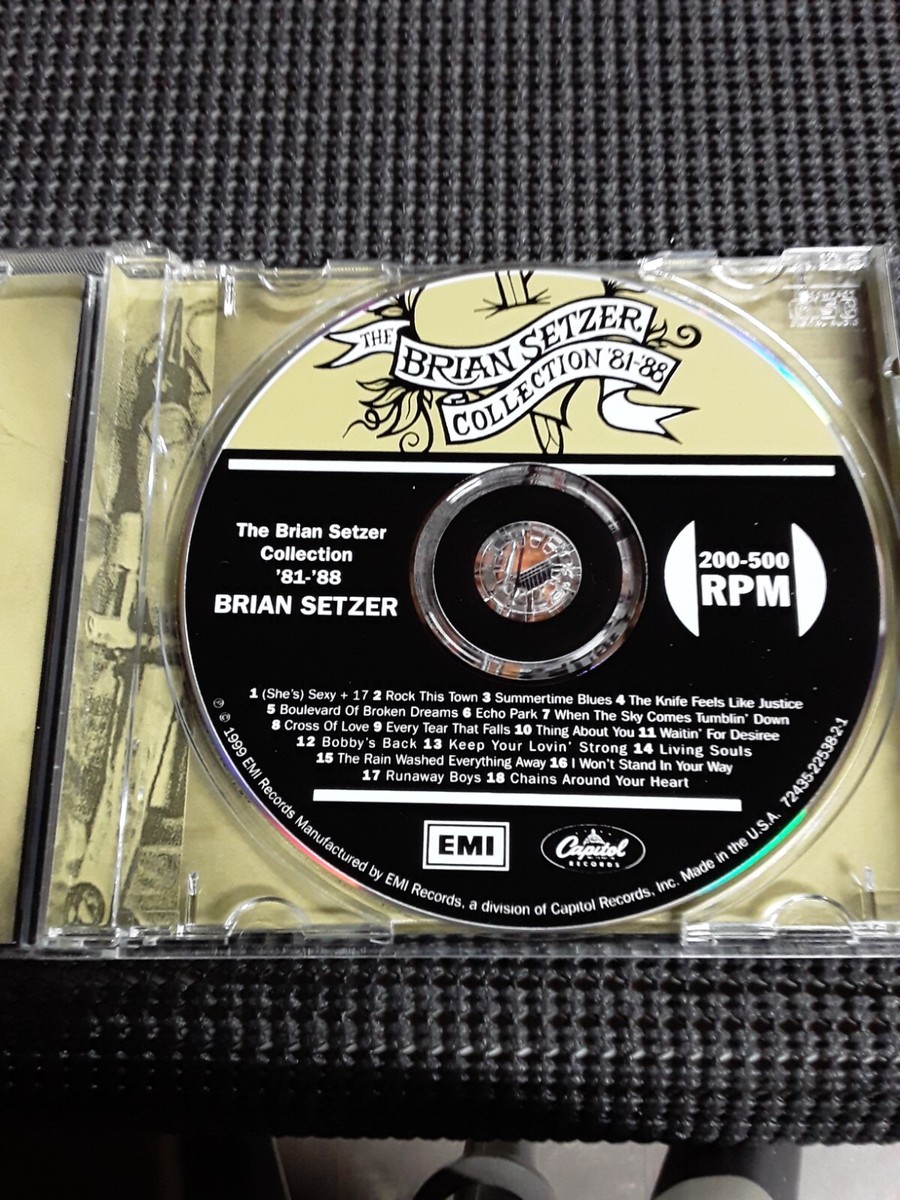 THE
BRIAN SETZER
COLLECTION '81-'88
The Brian Setzer
Collection
'81-'88
BRIAN SETZER
200-500
RPM
1 (She's) Sexy + 17 2 Rock This Town 3 Summertime Blues 4 The Knife Feels Like Justice
5 Boulevard Of Broken Dreams 6 Echo Park 7 When The Sky Comes Tumblin' Down
8 Cross Of Love 9 Every Tear That Falls 10 Thing About You 11 Waitin' For Desiree
12 Bobby's Back 13 Keep Your Lovin' Strong 14 Living Souls
15 The Rain Washed Everything Away 16 I Won't Stand In Your Way
17 Runaway Boys 18 Chains Around Your Heart
EMI
Capitol
RECORDS
℗ © 1999 EMI Records Manufactured by EMI Records, a division of Capitol Records, Inc. Made in the U.S.A. 72435-22538-2-1